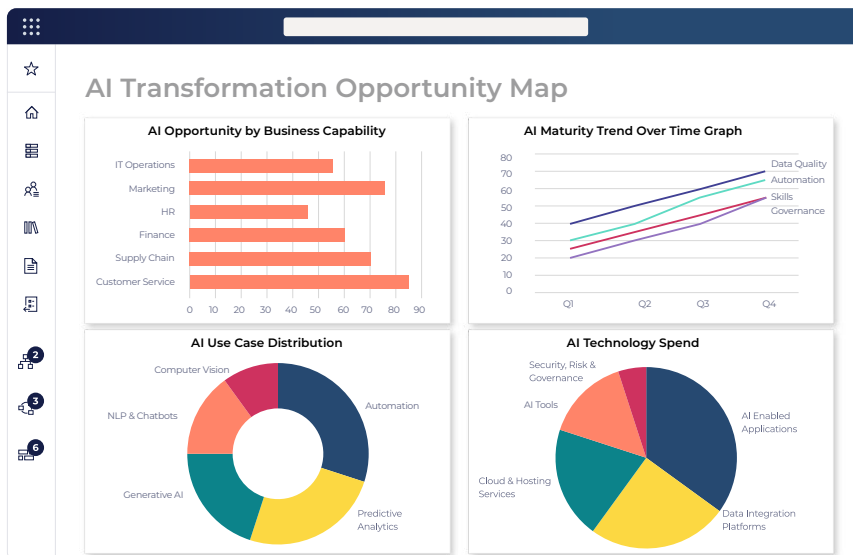 AI Transformation Opportunity Map
AI Opportunity by Business Capability
IT Operations
Marketing
HR
Finance
Supply Chain
Customer Service
0 10 20 30 40 50 60 70 80 90
AI Maturity Trend Over Time Graph
80
70
60
50
40
30
20
10
0
Data Quality
Automation
Skills
Governance
Q1 Q2 Q3 Q4
2
3
6
AI Use Case Distribution
Computer Vision
Automation
NLP & Chatbots
Generative AI
Predictive
Analytics
AI Technology Spend
Security, Risk &
Governance
AI Tools
AI Enabled
Applications
Cloud & Hosting
Services
Data Integration
Platforms